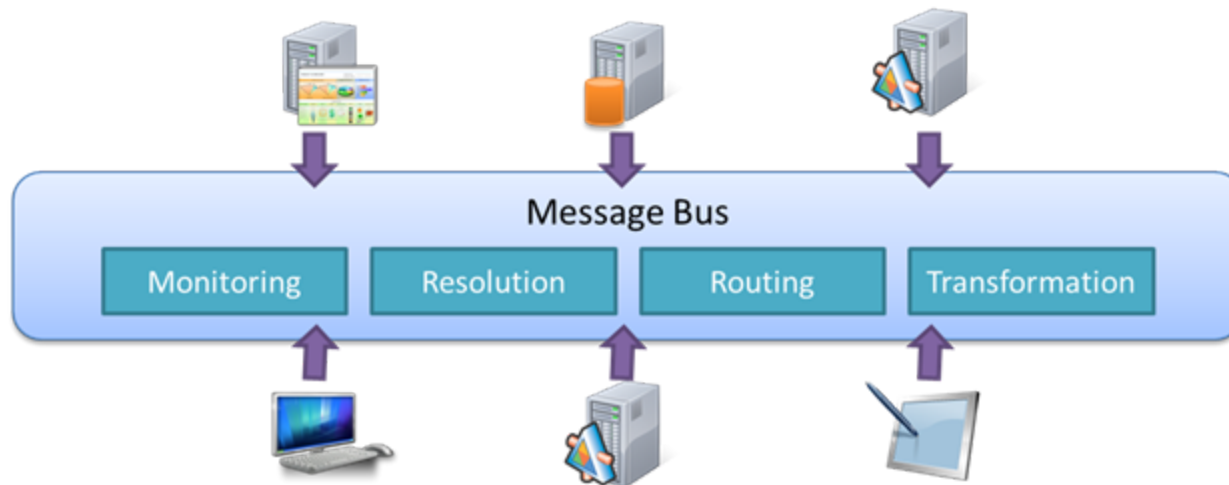 Message Bus
Monitoring
Resolution
Routing
Transformation